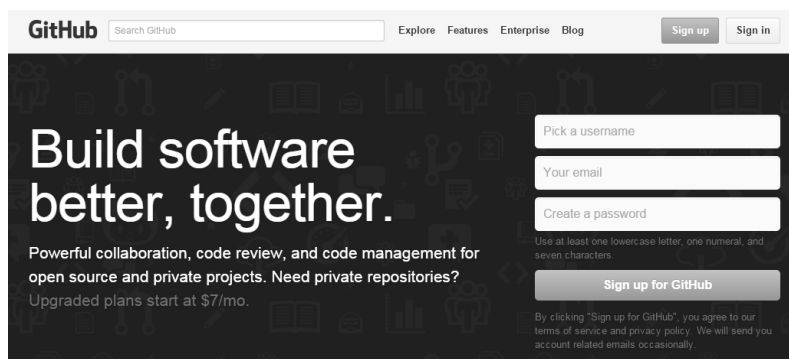 GitHub
Search GitHub
Explore Features Enterprise Blog
Sign up
Sign in
Build software
better, together.
Powerful collaboration, code review, and code management for
open source and private projects. Need private repositories?
Upgraded plans start at $7/mo.
Pick a username
Your email
Create a password
Use at least one lowercase letter, one numeral, and
seven characters.
Sign up for GitHub
By clicking "Sign up for GitHub", you agree to our
terms of service and privacy policy. We will send you
account related emails occasionally.